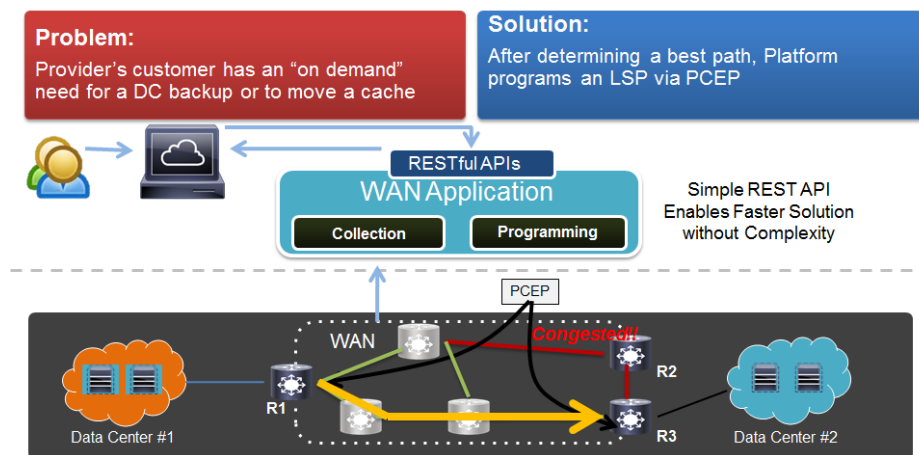 Problem:
Provider's customer has an “on demand”
need for a DC backup or to move a cache
Solution:
After determining a best path, Platform
programs an LSP via PCEP
RESTful APIs
WAN Application
Collection
Programming
Simple REST API
Enables Faster Solution
without Complexity
PCEP
WAN
Congested!!
R1
R2
R3
Data Center #1
Data Center #2